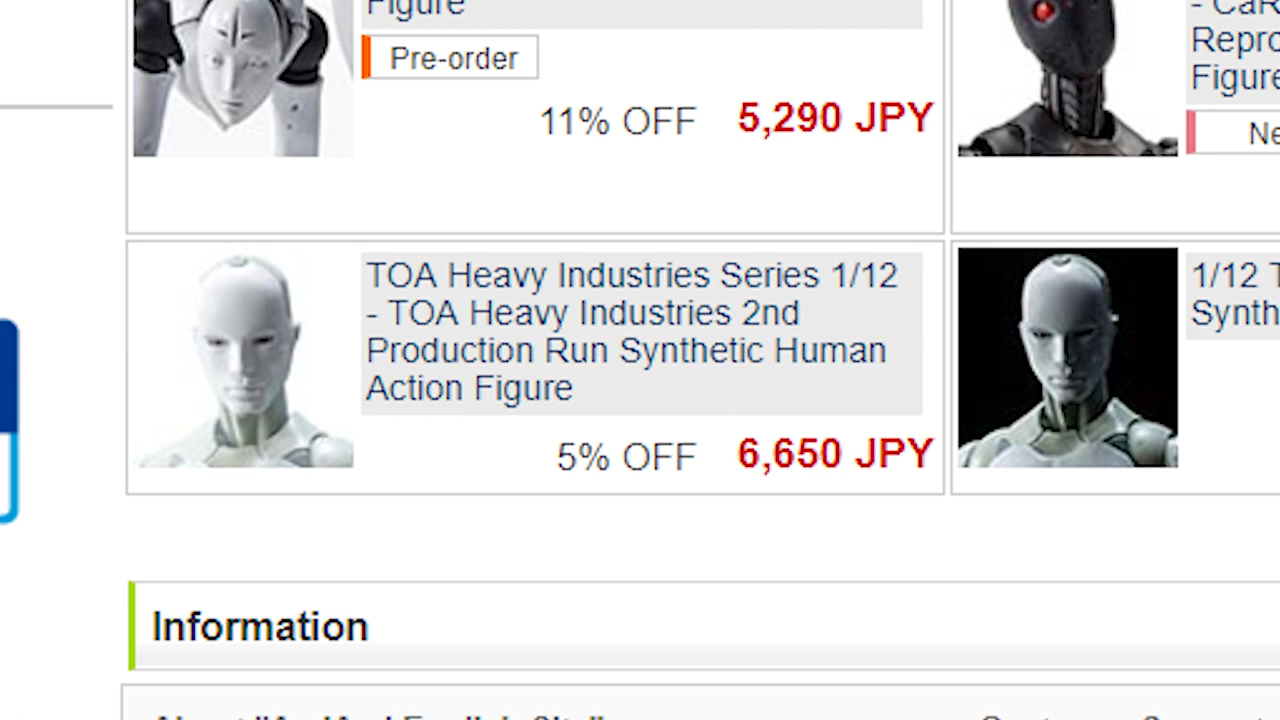 Figure
Pre-order
11% OFF 5,290 JPY
Repro
Figure
Ne
TOA Heavy Industries Series 1/12
- TOA Heavy Industries 2nd
Production Run Synthetic Human
Action Figure
5% OFF 6,650 JPY
1/12 T
Synth
Information